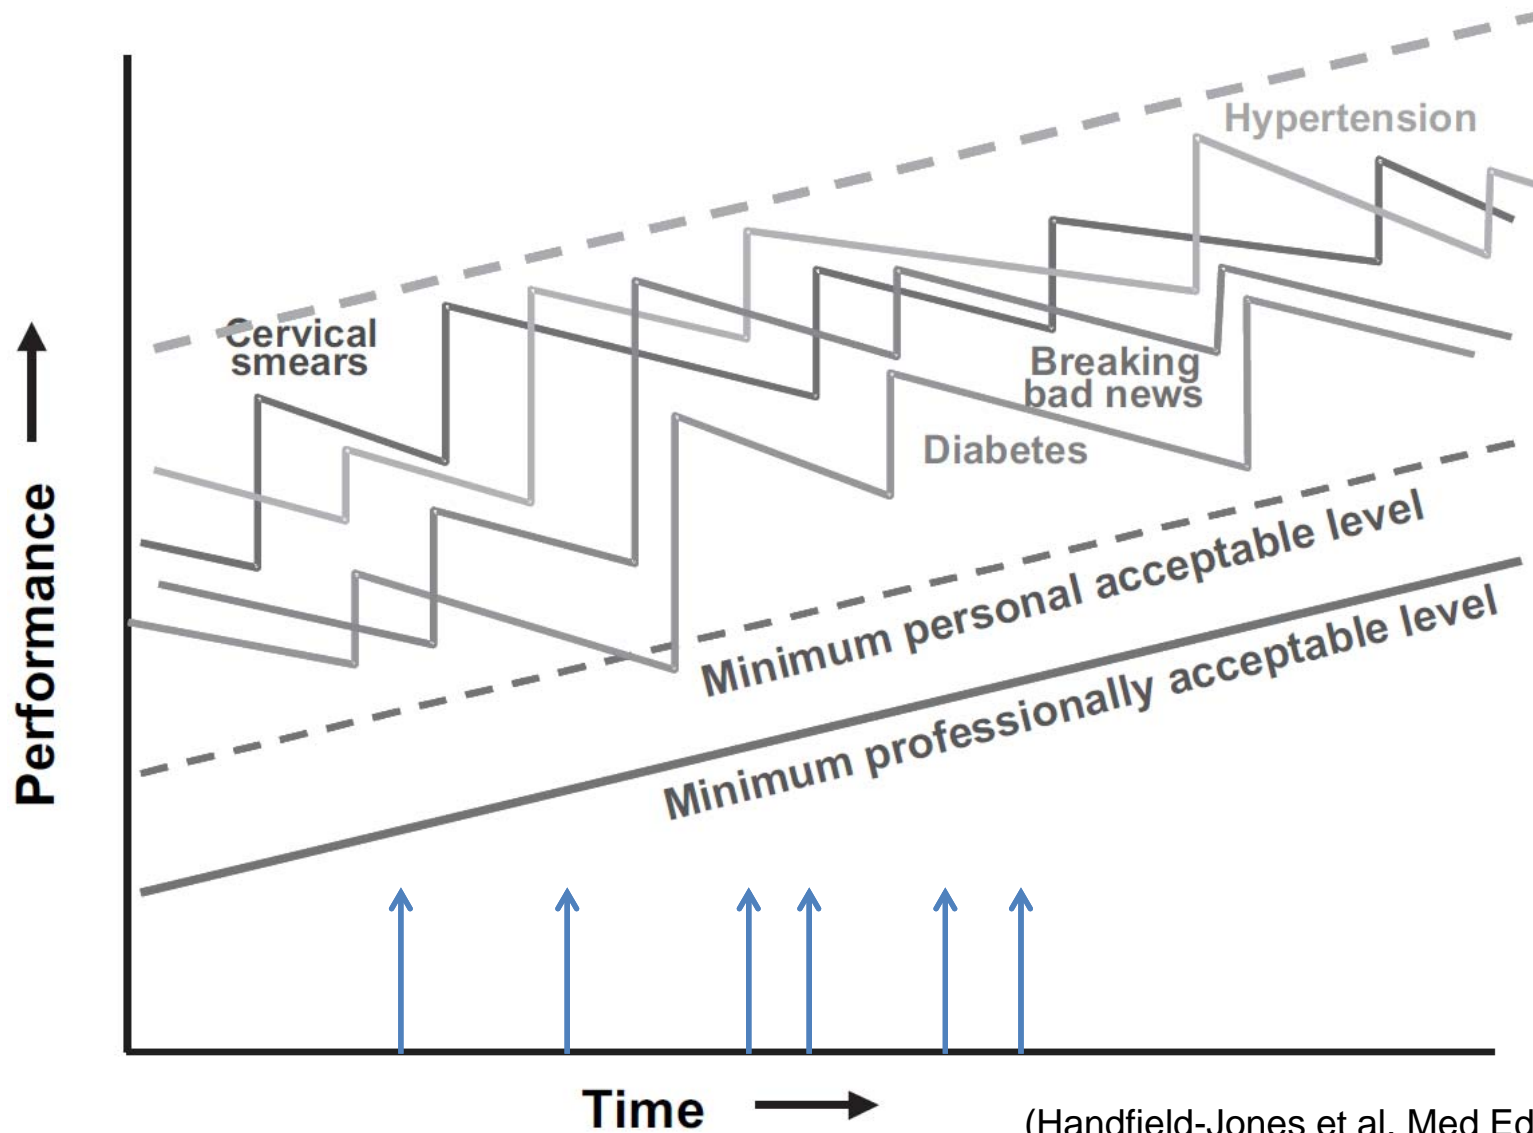 Hypertension
Cervical
smears
Breaking
bad news
Diabetes
Minimum personal acceptable level
Minimum professionally acceptable level
Performance
Time
(Handfield-Jones et al. Med Ed